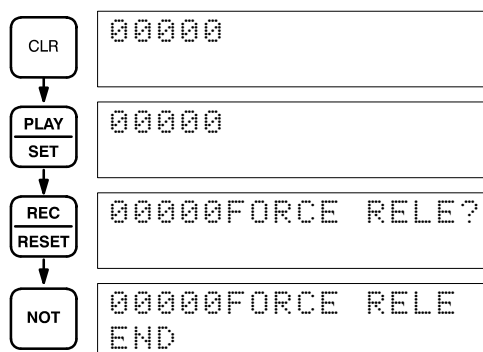 CLR
00000
PLAY
SET
00000
REC
RESET
00000FORCE RELE?
NOT
00000FORCE RELE
END